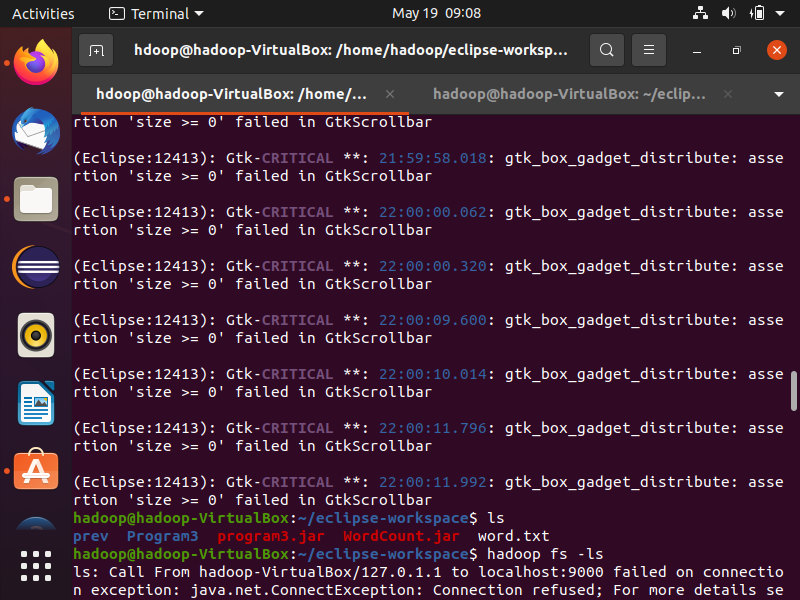 Activities
Terminal
May 19 09:08
hdoop@hadoop-VirtualBox: /home/hadoop/eclipse-worksp...
hdoop@hadoop-VirtualBox: /home/...
hadoop@hadoop-VirtualBox: ~/eclip...
rtion 'size >= 0' failed in GtkScrollbar
(Eclipse:12413): Gtk-CRITICAL **: 21:59:58.018: gtk_box_gadget_distribute: asse
rtion 'size >= 0' failed in GtkScrollbar
(Eclipse:12413): Gtk-CRITICAL **: 22:00:00.062: gtk_box_gadget_distribute: asse
rtion 'size >= 0' failed in GtkScrollbar
(Eclipse:12413): Gtk-CRITICAL **: 22:00:00.320: gtk_box_gadget_distribute: asse
rtion 'size >= 0' failed in GtkScrollbar
(Eclipse:12413): Gtk-CRITICAL **: 22:00:09.600: gtk_box_gadget_distribute: asse
rtion 'size >= 0' failed in GtkScrollbar
(Eclipse:12413): Gtk-CRITICAL **: 22:00:10.014: gtk_box_gadget_distribute: asse
rtion 'size >= 0' failed in GtkScrollbar
(Eclipse:12413): Gtk-CRITICAL **: 22:00:11.796: gtk_box_gadget_distribute: asse
rtion 'size >= 0' failed in GtkScrollbar
(Eclipse:12413): Gtk-CRITICAL **: 22:00:11.992: gtk_box_gadget_distribute: asse
rtion 'size >= 0' failed in GtkScrollbar
hadoop@hadoop-VirtualBox:~/eclipse-workspace$ ls
prev Program3 program3.jar WordCount.jar word.txt
hadoop@hadoop-VirtualBox:~/eclipse-workspace$ hadoop fs -ls
ls: Call From hadoop-VirtualBox/127.0.1.1 to localhost:9000 failed on connectio
n exception: java.net.ConnectException: Connection refused; For more details se